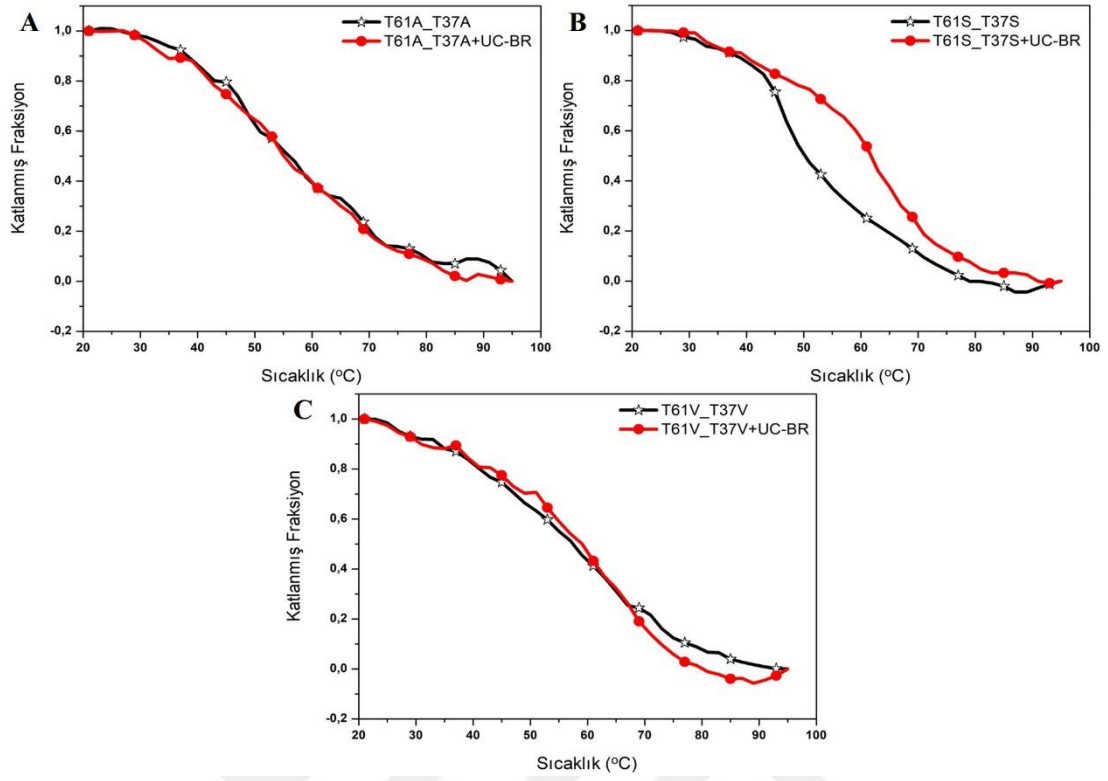 A
T61A_T37A
T61A_T37A+UC-BR
Katlanmış Fraksiyon
1,0
0,8
0,6
0,4
0,2
0,0
-0,2
20 30 40 50 60 70 80 90 100
Sıcaklık (°C)
B
T61S_T37S
T61S_T37S+UC-BR
Katlanmış Fraksiyon
1,0
0,8
0,6
0,4
0,2
0,0
-0,2
20 30 40 50 60 70 80 90 100
Sıcaklık (°C)
C
T61V_T37V
T61V_T37V+UC-BR
Katlanmış Fraksiyon
1,0
0,8
0,6
0,4
0,2
0,0
-0,2
20 30 40 50 60 70 80 90 100
Sıcaklık (°C)